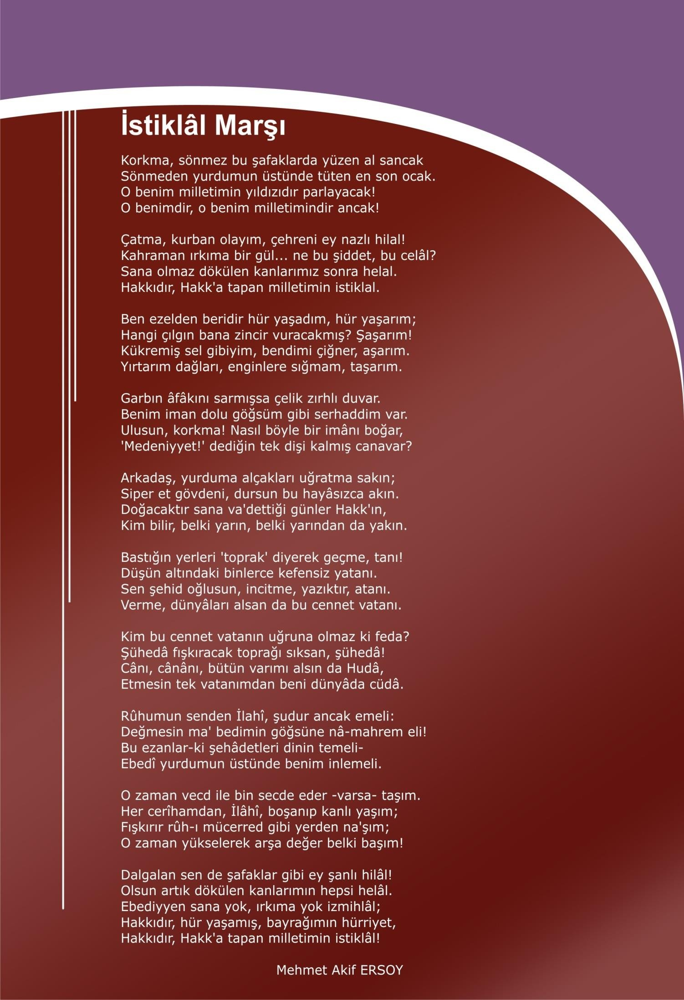 İstiklâl Marşı
Korkma, sönmez bu şafaklarda yüzen al sancak
Sönmeden yurdumun üstünde tüten en son ocak.
O benim milletimin yıldızıdır parlayacak!
O benimdir, o benim milletimindir ancak!
Çatma, kurban olayım, çehreni ey nazlı hilal!
Kahraman ırkıma bir gül... ne bu şiddet, bu celâl?
Sana olmaz dökülen kanlarımız sonra helal.
Hakkıdır, Hakk'a tapan milletimin istiklal.
Ben ezelden beridir hür yaşadım, hür yaşarım;
Hangi çılgın bana zincir vuracakmış? Şaşarım!
Kükremiş sel gibiyim, bendimi çiğner, aşarım.
Yırtarım dağları, enginlere sığmam, taşarım.
Garbın âfâkını sarmışsa çelik zırhlı duvar.
Benim iman dolu göğsüm gibi serhaddim var.
Ulusun, korkma! Nasıl böyle bir imânı boğar,
'Medeniyyet!' dediğin tek dişi kalmış canavar?
Arkadaş, yurduma alçakları uğratma sakın;
Siper et gövdeni, dursun bu hayâsızca akın.
Doğacaktır sana va'dettiği günler Hakk'ın,
Kim bilir, belki yarın, belki yarından da yakın.
Bastığın yerleri 'toprak' diyerek geçme, tanı!
Düşün altındaki binlerce kefensiz yatanı.
Sen şehid oğlusun, incitme, yazıktır, atanı.
Verme, dünyâları alsan da bu cennet vatanı.
Kim bu cennet vatanın uğruna olmaz ki feda?
Şühedâ fışkıracak toprağı sıksan, şühedâ!
Cânı, cânânı, bütün varımı alsın da Hudâ,
Etmesin tek vatanımdan beni dünyâda cüdâ.
Rûhumun senden İlahî, şudur ancak emeli:
Değmesin ma' bedimin göğsüne nâ-mahrem eli!
Bu ezanlar-ki şehâdetleri dinin temeli-
Ebedî yurdumun üstünde benim inlemeli.
O zaman vecd ile bin secde eder -varsa- taşım.
Her cerîhamdan, İlâhî, boşanıp kanlı yaşım;
Fışkırır rûh-ı mücerred gibi yerden na'şım;
O zaman yükselerek arşa değer belki başım!
Dalgalan sen de şafaklar gibi ey şanlı hilâl!
Olsun artık dökülen kanlarımın hepsi helâl.
Ebediyyen sana yok, ırkıma yok izmihlâl;
Hakkıdır, hür yaşamış, bayrağımın hürriyet,
Hakkıdır, Hakk'a tapan milletimin istiklâl!
Mehmet Akif ERSOY